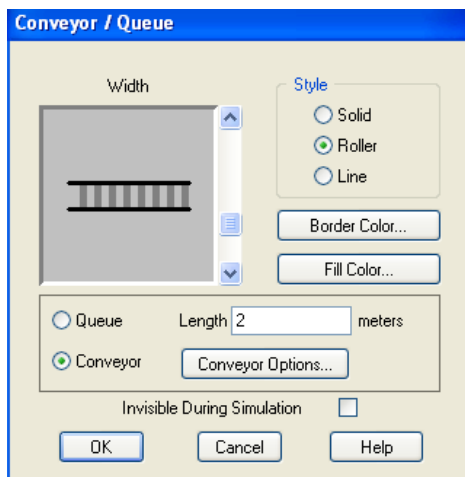 Conveyor / Queue
Width
Style
Solid
Roller
Line
Border Color...
Fill Color...
Queue Length 2 meters
Conveyor Conveyor Options...
Invisible During Simulation
OK Cancel Help